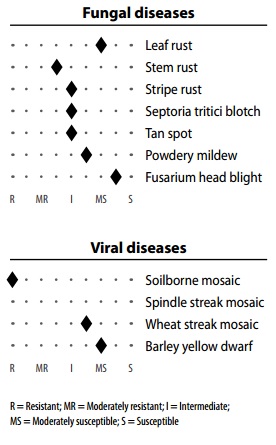 Fungal diseases
Leaf rust
Stem rust
Stripe rust
Septoria tritici blotch
Tan spot
Powdery mildew
Fusarium head blight
R MR I MS S
Viral diseases
Soilborne mosaic
Spindle streak mosaic
Wheat streak mosaic
Barley yellow dwarf
R MR I MS S
R = Resistant; MR = Moderately resistant; I = Intermediate;
MS = Moderately susceptible; S = Susceptible